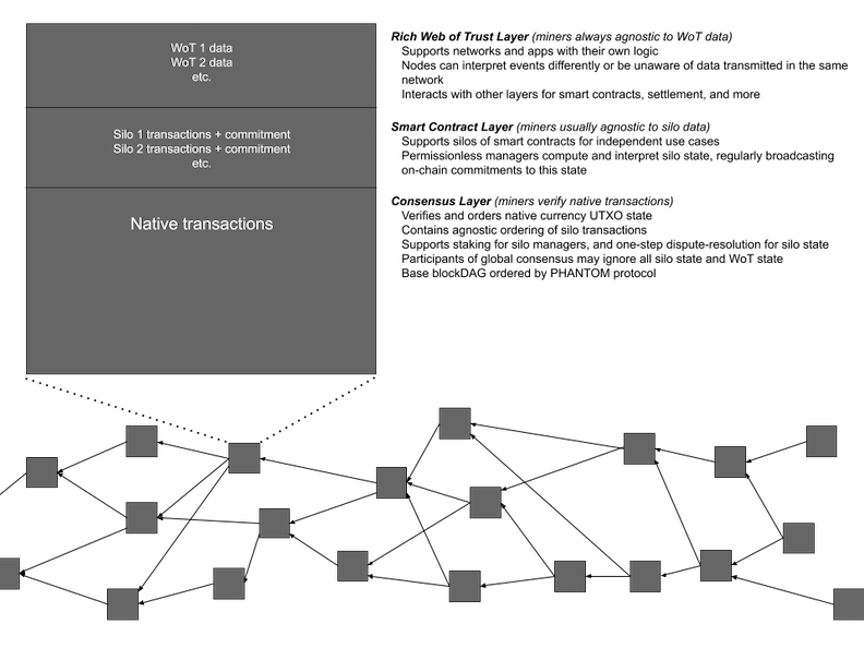 WoT 1 data
WoT 2 data
etc.
Silo 1 transactions + commitment
Silo 2 transactions + commitment
etc.
Native transactions
Rich Web of Trust Layer (miners always agnostic to WoT data)
Supports networks and apps with their own logic
Nodes can interpret events differently or be unaware of data transmitted in the same
network
Interacts with other layers for smart contracts, settlement, and more
Smart Contract Layer (miners usually agnostic to silo data)
Supports silos of smart contracts for independent use cases
Permissionless managers compute and interpret silo state, regularly broadcasting
on-chain commitments to this state
Consensus Layer (miners verify native transactions)
Verifies and orders native currency UTXO state
Contains agnostic ordering of silo transactions
Supports staking for silo managers, and one-step dispute-resolution for silo state
Participants of global consensus may ignore all silo state and WoT state
Base blockDAG ordered by PHANTOM protocol